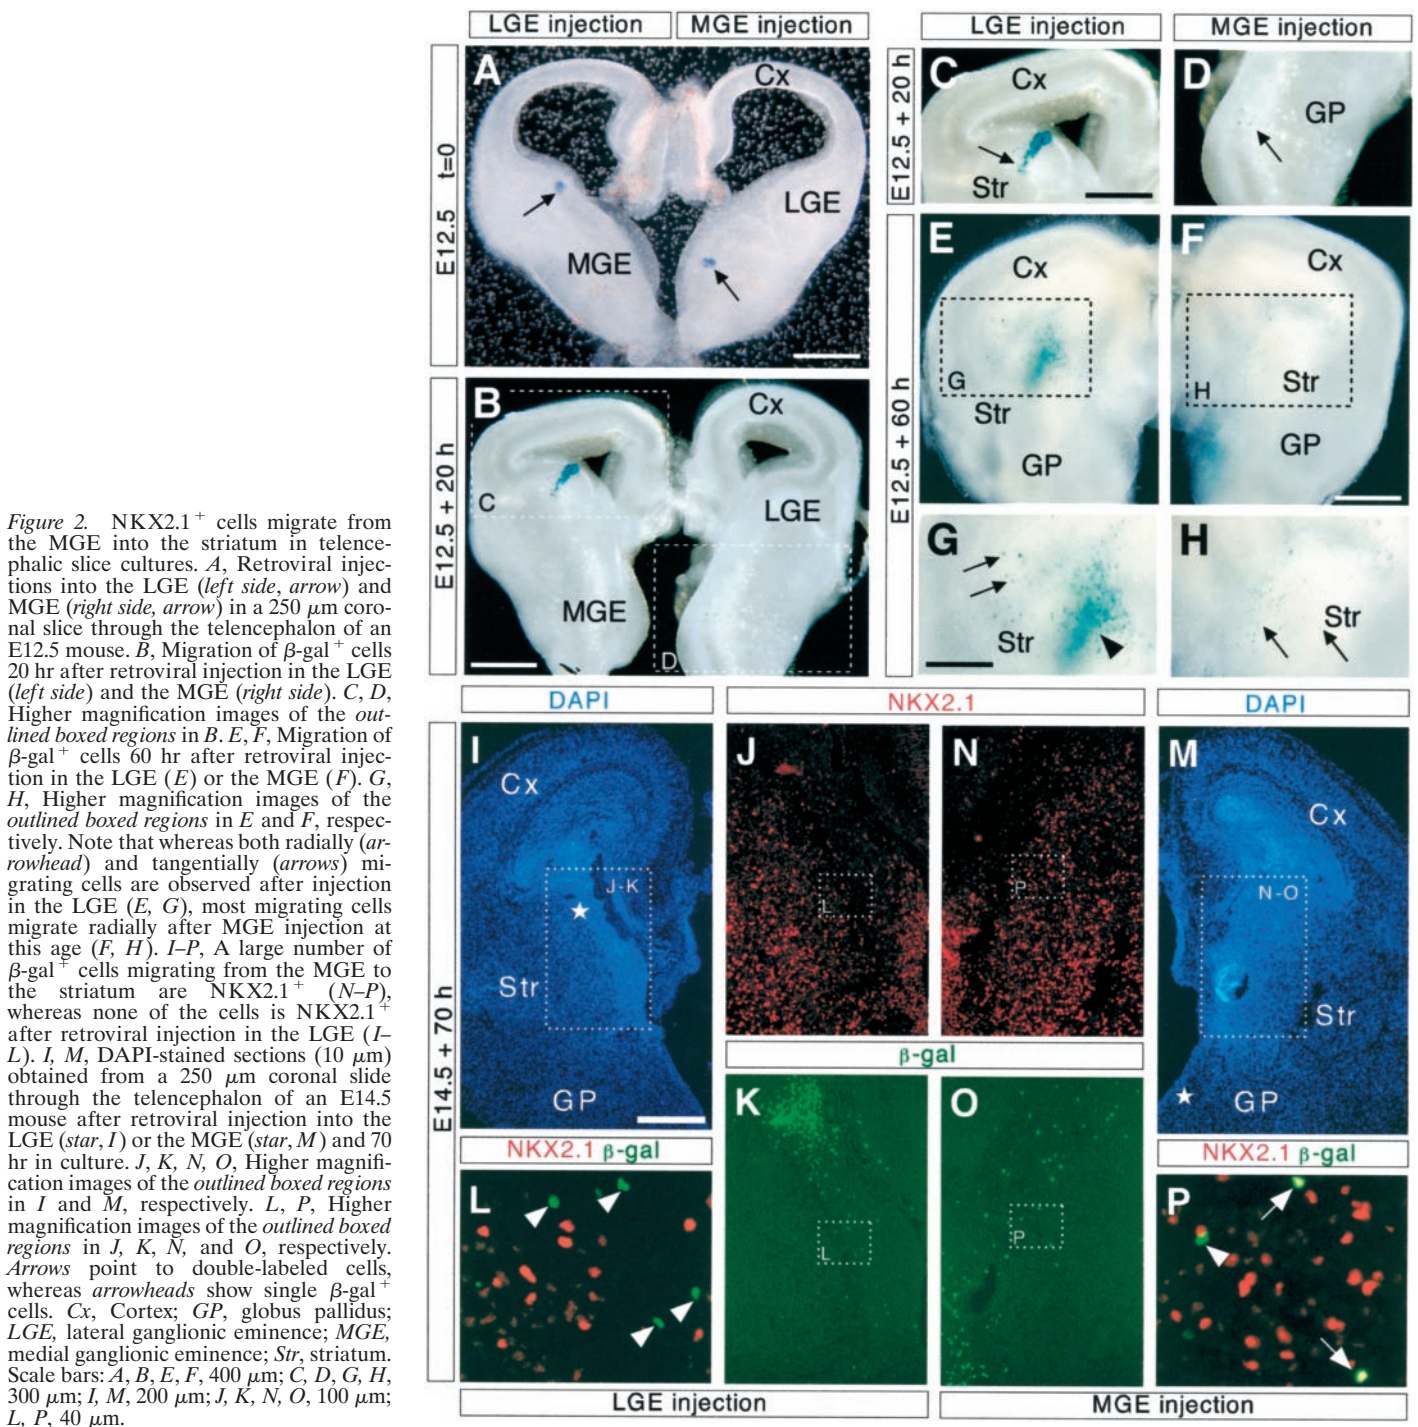 Figure 2. NKX2.1+ cells migrate from
the MGE into the striatum in telence-
phalic slice cultures. A, Retroviral injec-
tions into the LGE (left side, arrow) and
MGE (right side, arrow) in a 250 μm coro-
nal slice through the telencephalon of an
E12.5 mouse. B, Migration of β-gal+ cells
20 hr after retroviral injection in the LGE
(left side) and the MGE (right side). C, D,
Higher magnification images of the out-
lined boxed regions in B. E, F, Migration of
β-gal+ cells 60 hr after retroviral injec-
tion in the LGE (E) or the MGE (F). G,
H, Higher magnification images of the
outlined boxed regions in E and F, respec-
tively. Note that whereas both radially (ar-
rowhead) and tangentially (arrows) mi-
grating cells are observed after injection
in the LGE (E, G), most migrating cells
migrate radially after MGE injection at
this age (F, H). I–P, A large number of
β-gal+ cells migrating from the MGE to
the striatum are NKX2.1+ (N–P),
whereas none of the cells is NKX2.1+
after retroviral injection in the LGE (I–
L). I, M, DAPI-stained sections (10 μm)
obtained from a 250 μm coronal slide
through the telencephalon of an E14.5
mouse after retroviral injection into the
LGE (star, I) or the MGE (star, M) and 70
hr in culture. J, K, N, O, Higher magnifi-
cation images of the outlined boxed regions
in I and M, respectively. L, P, Higher
magnification images of the outlined boxed
regions in J, K, N, and O, respectively.
Arrows point to double-labeled cells,
whereas arrowheads show single β-gal+
cells. Cx, Cortex; GP, globus pallidus;
LGE, lateral ganglionic eminence; MGE,
medial ganglionic eminence; Str, striatum.
Scale bars: A, B, E, F, 400 μm; C, D, G, H,
300 μm; I, M, 200 μm; J, K, N, O, 100 μm;
L, P, 40 μm.
LGE injection
MGE injection
E12.5 t=0
A
Cx
LGE
MGE
E12.5 + 20 h
B
Cx
C
LGE
MGE
D
LGE injection
MGE injection
E12.5 + 20 h
C
Cx
Str
D
GP
E12.5 + 60 h
E
Cx
G
Str
GP
F
Cx
H
Str
GP
G
Str
H
Str
E14.5 + 70 h
DAPI
NKX2.1
DAPI
I
Cx
J-K
Str
GP
J
L
N
P
M
Cx
N-O
Str
GP
β-gal
K
L
O
P
NKX2.1 β-gal
L
NKX2.1 β-gal
P
LGE injection
MGE injection